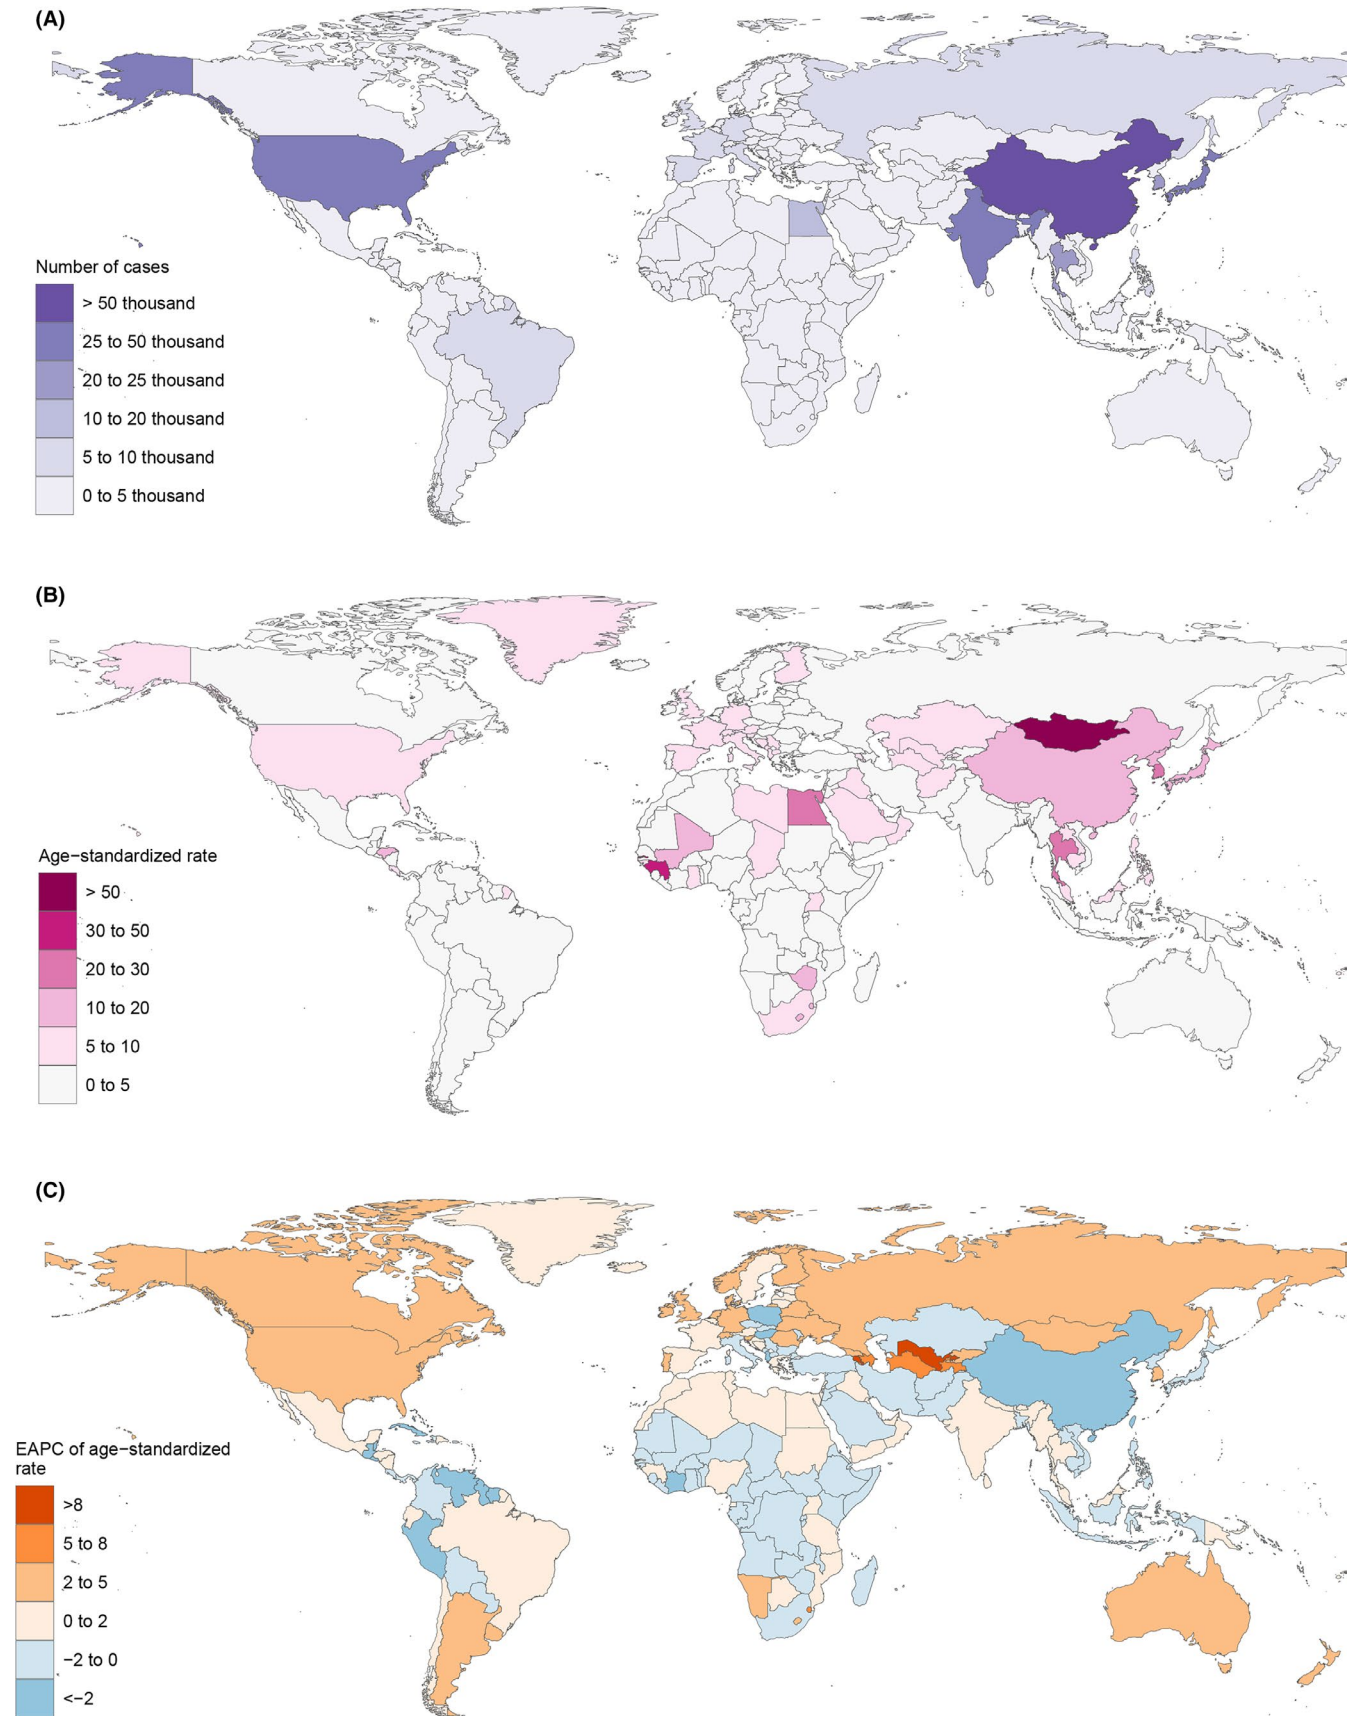 (A)
Number of cases
> 50 thousand
25 to 50 thousand
20 to 25 thousand
10 to 20 thousand
5 to 10 thousand
0 to 5 thousand
(B)
Age−standardized rate
> 50
30 to 50
20 to 30
10 to 20
5 to 10
0 to 5
(C)
EAPC of age−standardized
rate
>8
5 to 8
2 to 5
0 to 2
−2 to 0
<−2